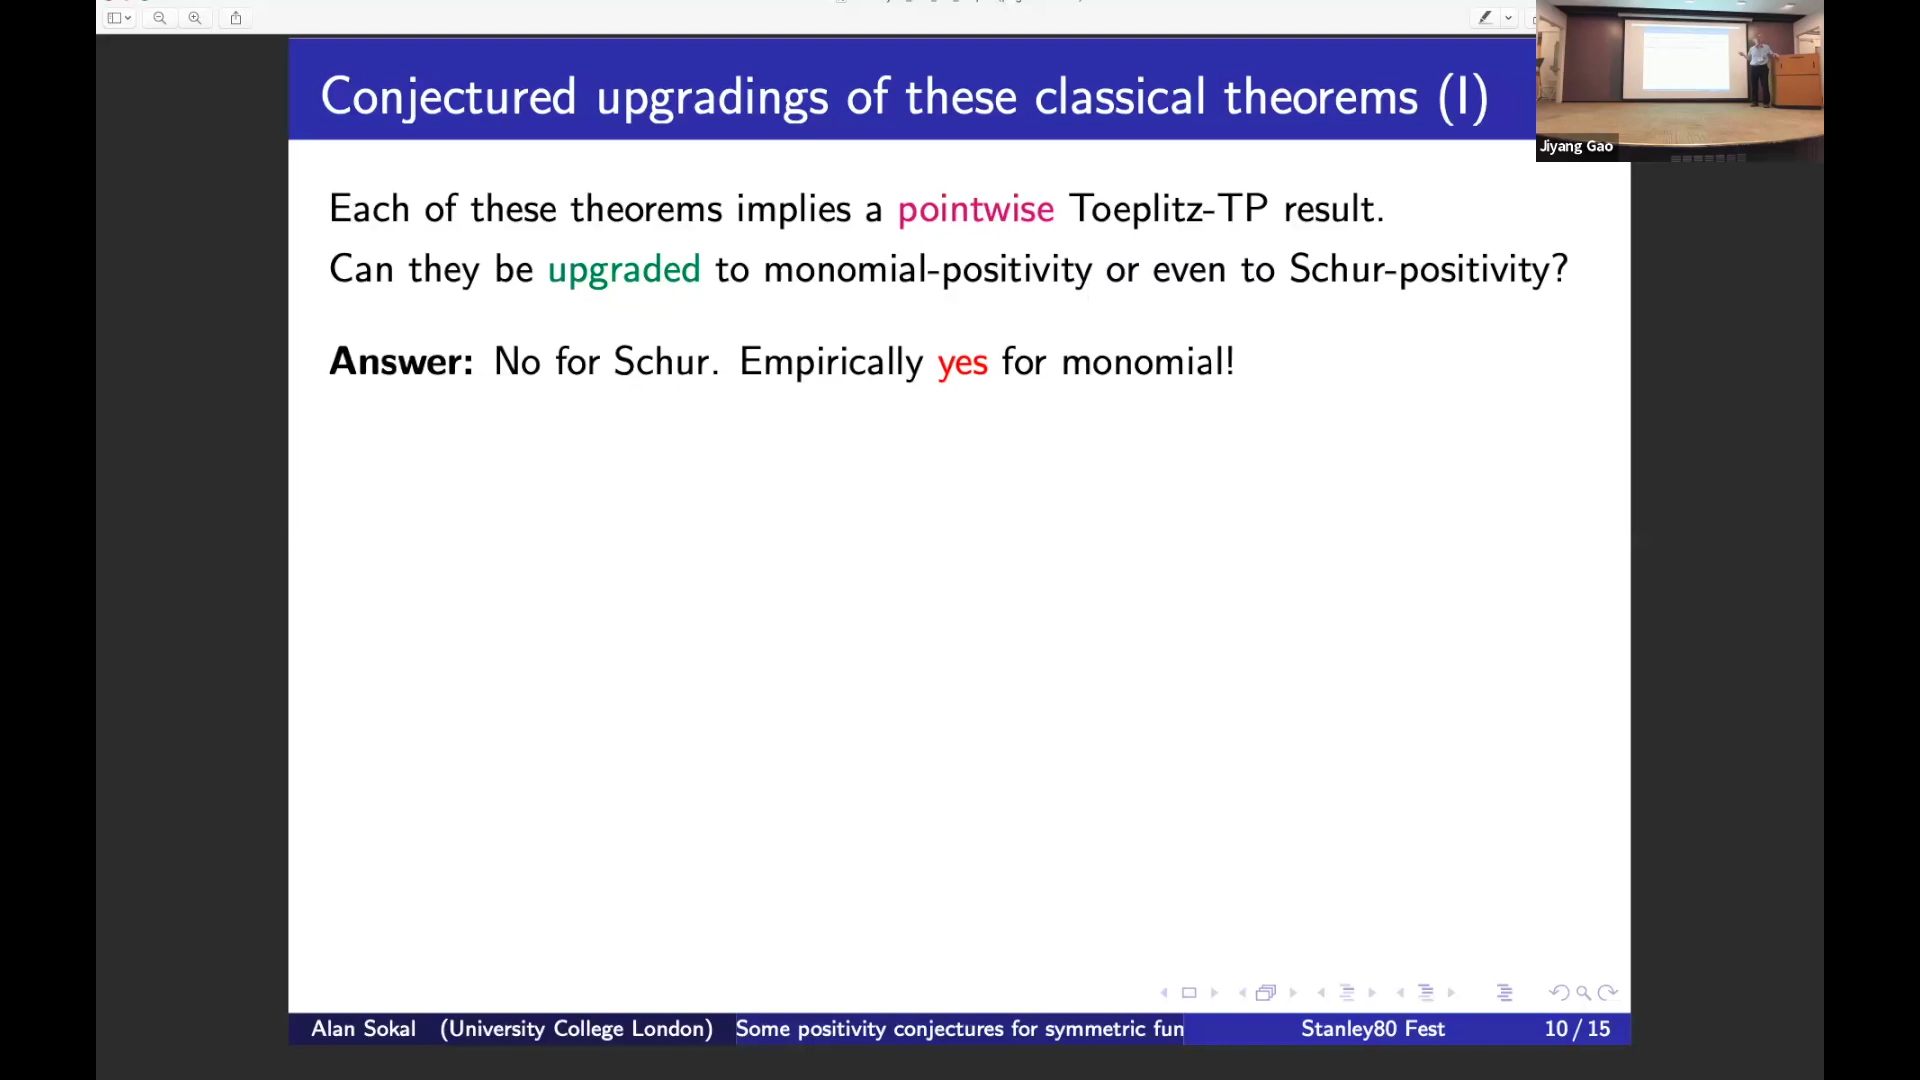 Conjectured upgradings of these classical theorems (I)
Jiyang Gao
Each of these theorems implies a pointwise Toeplitz-TP result.
Can they be upgraded to monomial-positivity or even to Schur-positivity?
Answer: No for Schur. Empirically yes for monomial!
Alan Sokal (University College London) Some positivity conjectures for symmetric fun Stanley80 Fest 10 / 15